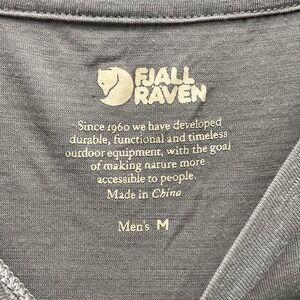 FJALL
RAVEN
Since 1960 we have developed
durable, functional and timeless
outdoor equipment, with the goal
of making nature more
accessible to people.
Made in China
Men's M